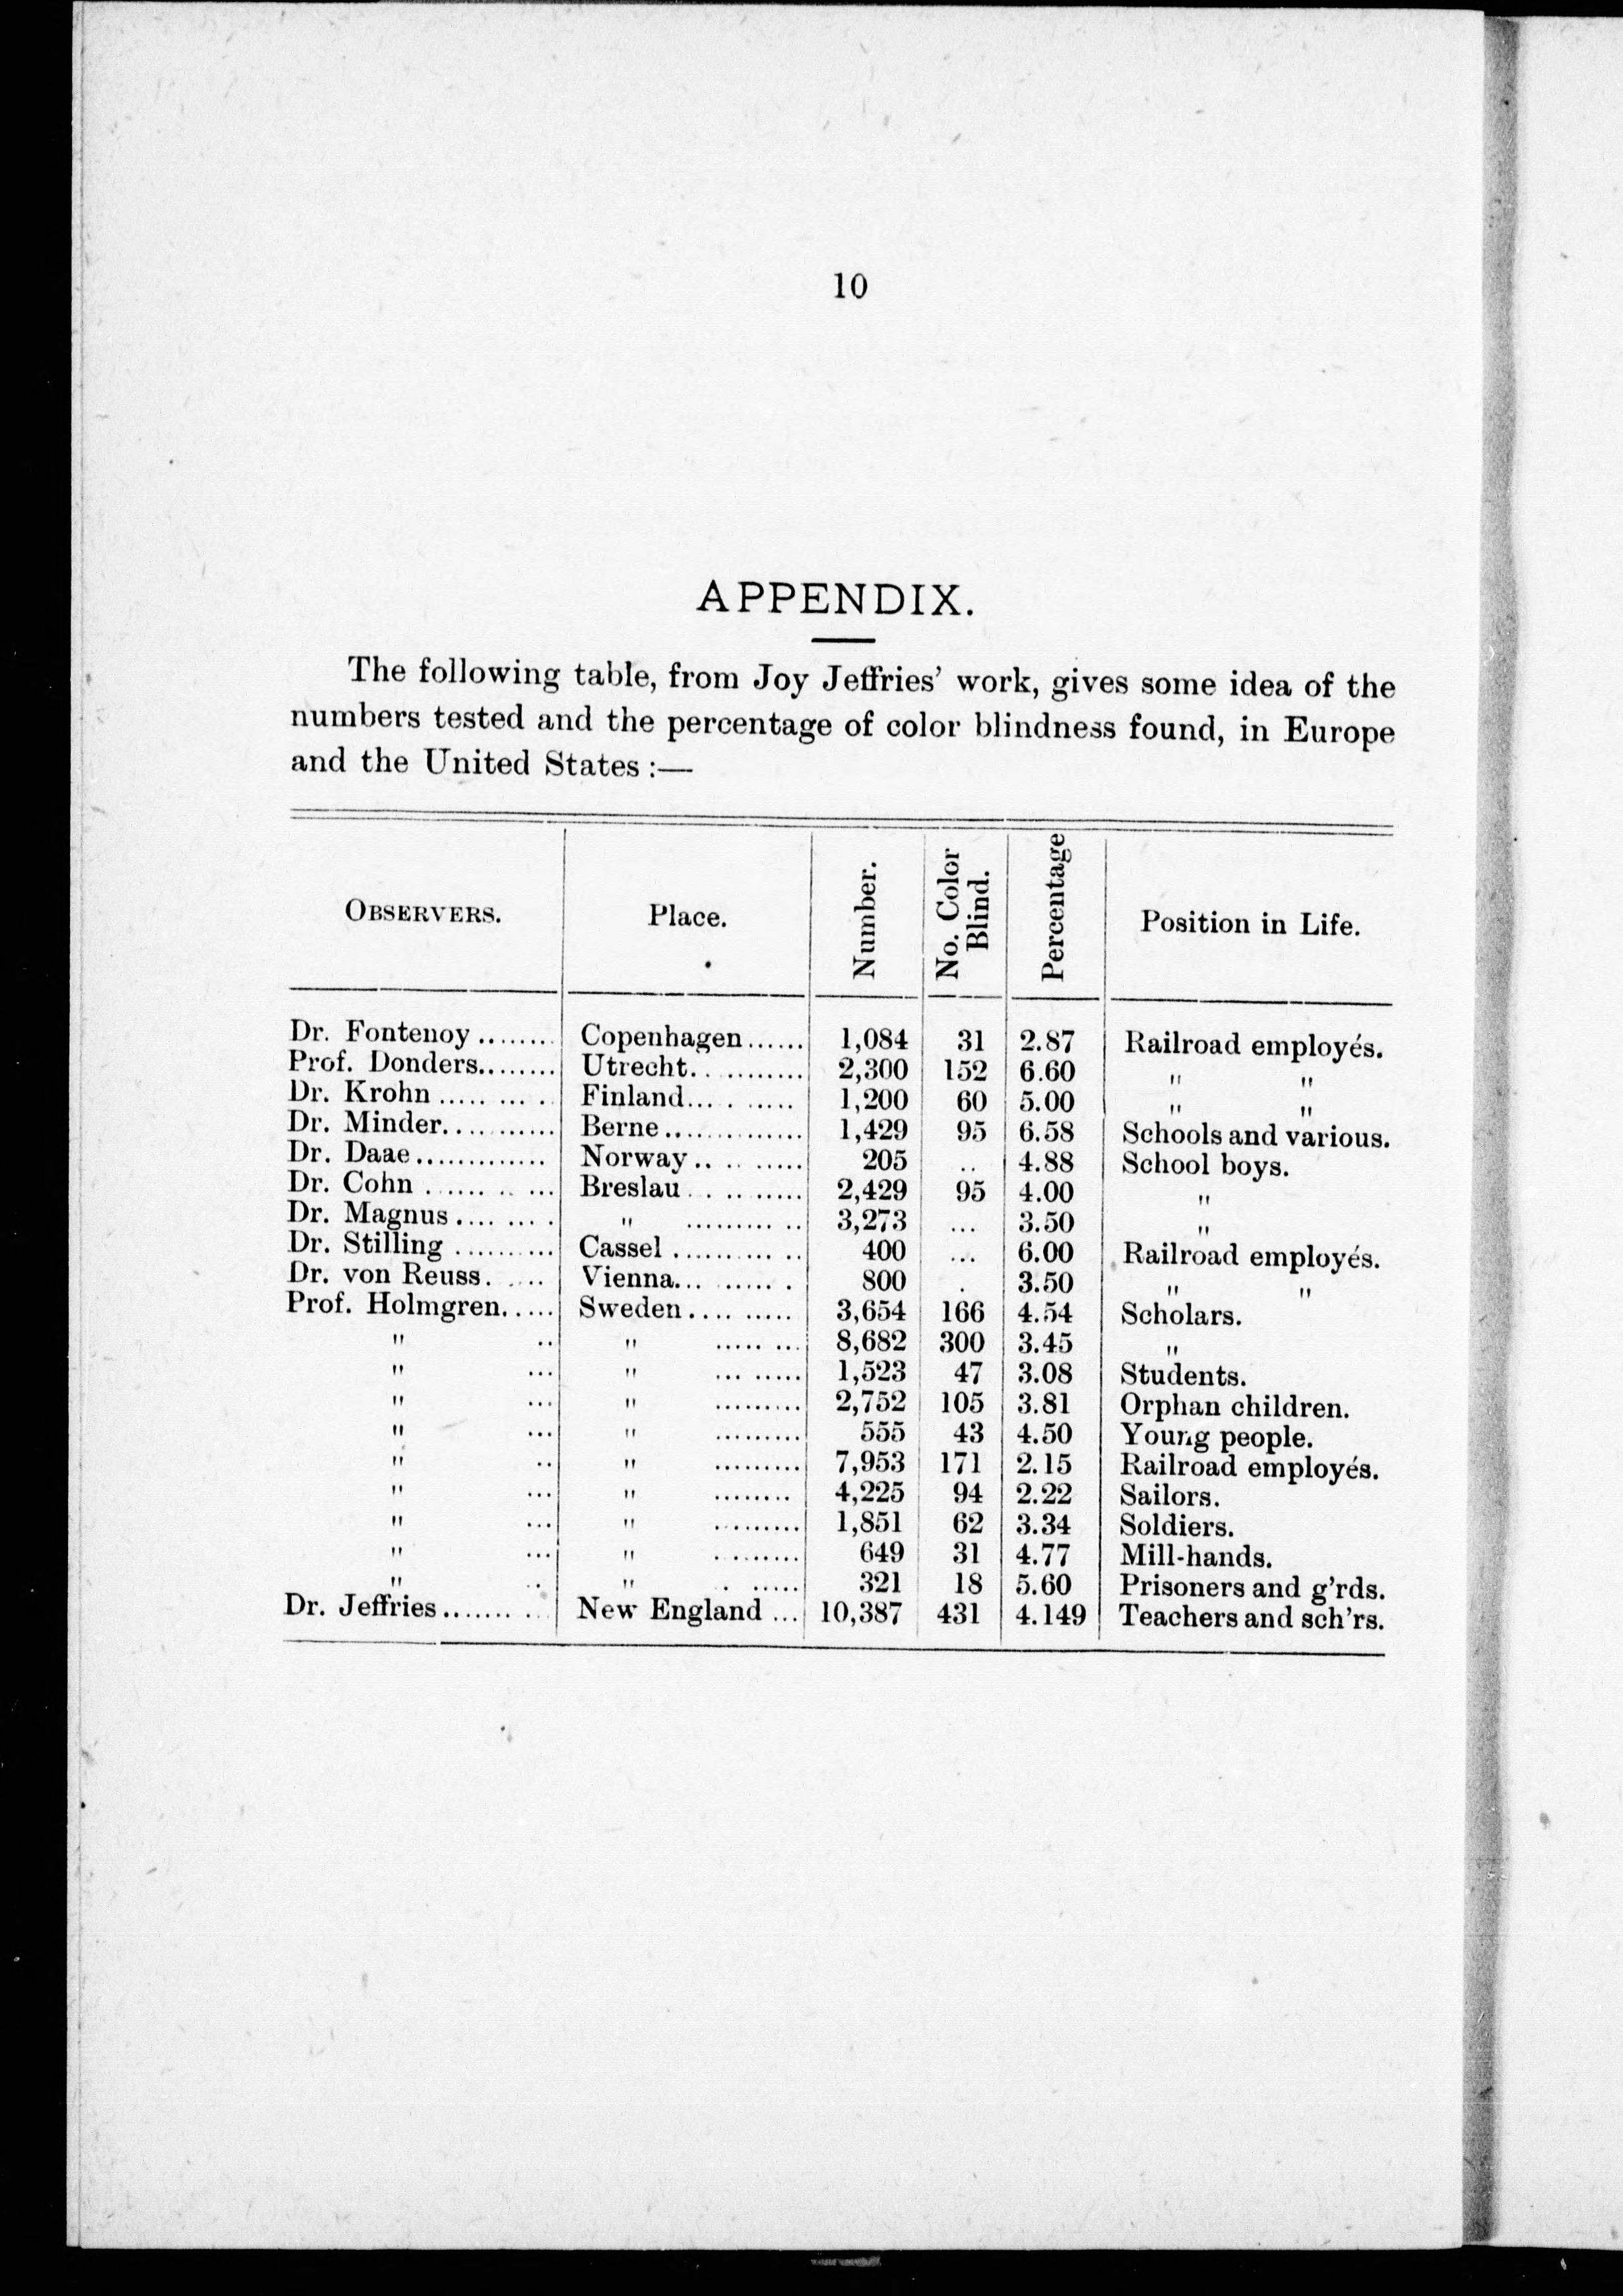 10
APPENDIX.
The following table, from Joy Jeffries' work, gives some idea of the
numbers tested and the percentage of color blindness found, in Europe
and the United States :—
OBSERVERS. Place. Number. No. Color Blind. Percentage Position in Life.
Dr. Fontenoy ........ Copenhagen...... 1,084 31 2.87 Railroad employés.
Prof. Donders........ Utrecht........... 2,300 152 6.60 " "
Dr. Krohn .......... Finland.......... 1,200 60 5.00 " "
Dr. Minder........... Berne.............. 1,429 95 6.58 Schools and various.
Dr. Daae............. Norway.......... 205 .. 4.88 School boys.
Dr. Cohn ........... Breslau........... 2,429 95 4.00 "
Dr. Magnus......... " ........... 3,273 ... 3.50 "
Dr. Stilling .......... Cassel ............. 400 ... 6.00 Railroad employés.
Dr. von Reuss..... Vienna........... 800 . 3.50 " "
Prof. Holmgren..... Sweden.......... 3,654 166 4.54 Scholars.
" .. " ........ 8,682 300 3.45 "
" ... " ........ 1,523 47 3.08 Students.
" ... " ......... 2,752 105 3.81 Orphan children.
" ... " ......... 555 43 4.50 Young people.
" .. " ......... 7,953 171 2.15 Railroad employés.
" ... " ........ 4,225 94 2.22 Sailors.
" ... " ......... 1,851 62 3.34 Soldiers.
" ... " ......... 649 31 4.77 Mill-hands.
" .. " ...... 321 18 5.60 Prisoners and g'rds.
Dr. Jeffries.......... New England ... 10,387 431 4.149 Teachers and sch'rs.